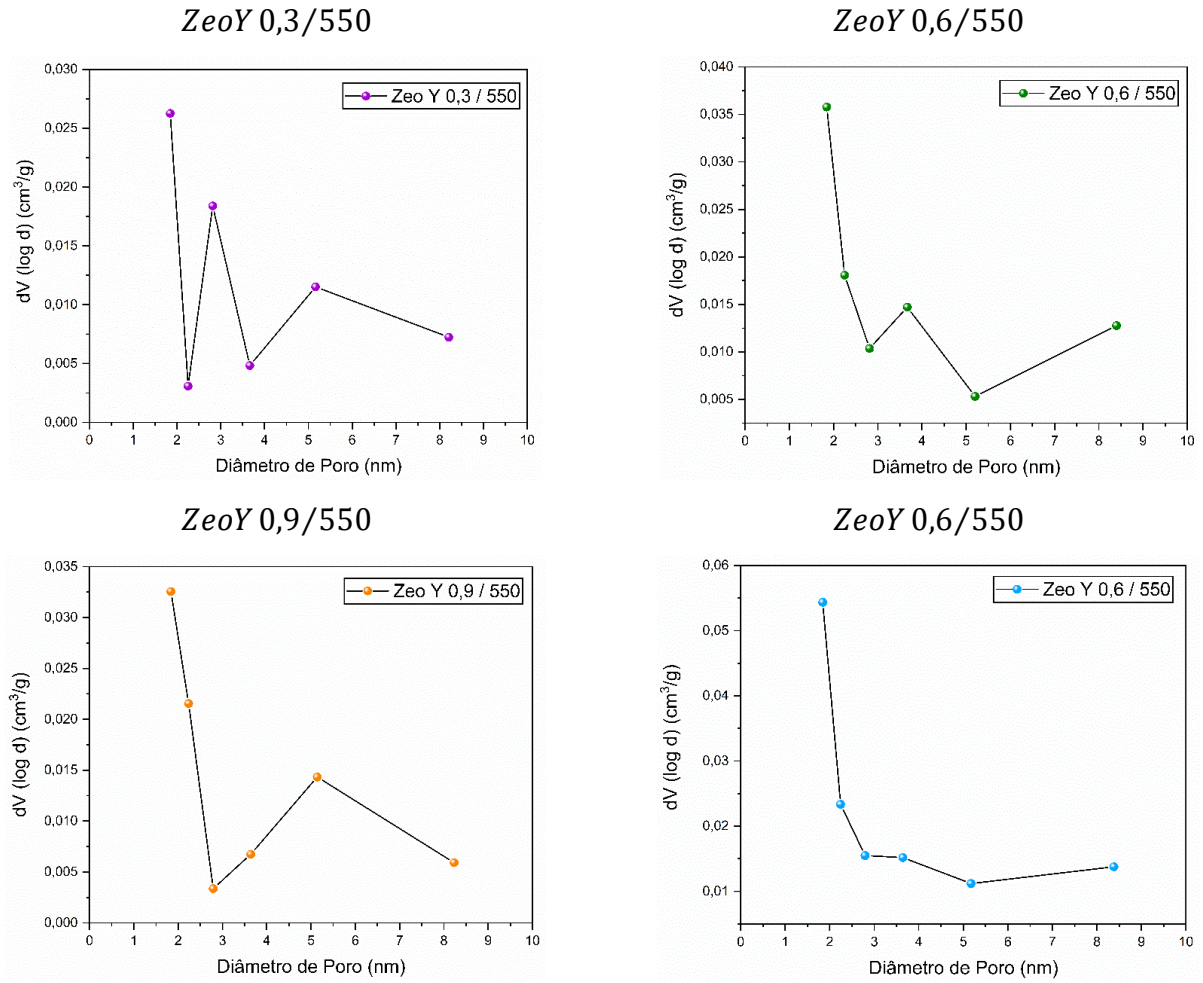 ZeoY 0,3/550
Zeo Y 0,3 / 550
0,030
0,025
0,020
0,015
0,010
0,005
0,000
dV (log d) (cm³/g)
0 1 2 3 4 5 6 7 8 9 10
Diâmetro de Poro (nm)
ZeoY 0,6/550
Zeo Y 0,6 / 550
0,040
0,035
0,030
0,025
0,020
0,015
0,010
0,005
dV (log d) (cm³/g)
0 1 2 3 4 5 6 7 8 9 10
Diâmetro de Poro (nm)
ZeoY 0,9/550
Zeo Y 0,9 / 550
0,035
0,030
0,025
0,020
0,015
0,010
0,005
0,000
dV (log d) (cm³/g)
0 1 2 3 4 5 6 7 8 9 10
Diâmetro de Poro (nm)
ZeoY 0,6/550
Zeo Y 0,6 / 550
0,06
0,05
0,04
0,03
0,02
0,01
dV (log d) (cm³/g)
0 1 2 3 4 5 6 7 8 9 10
Diâmetro de Poro (nm)